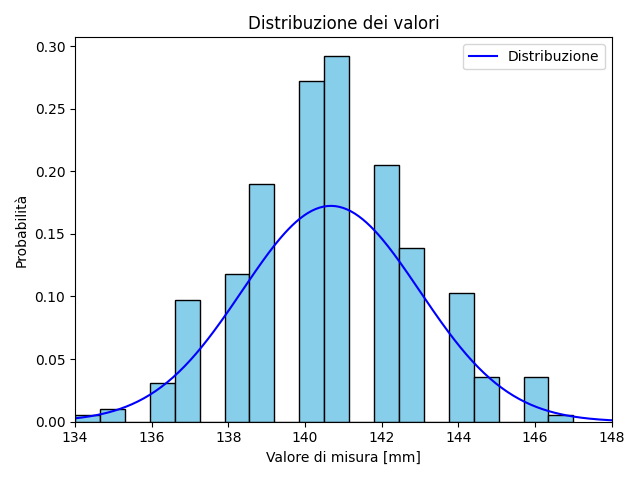 Distribuzione dei valori
Distribuzione
0.30
0.25
0.20
0.15
0.10
0.05
0.00
Probabilità
134 136 138 140 142 144 146 148
Valore di misura [mm]